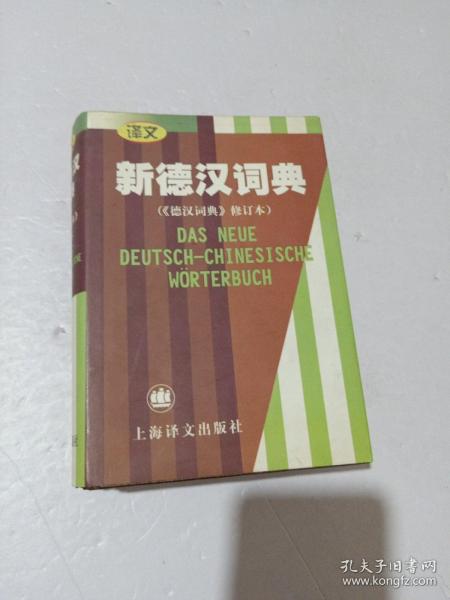 译文
新德汉词典
(《德汉词典》修订本)
DAS NEUE
DEUTSCH-CHINESISCHE
WÖRTERBUCH
上海译文出版社
汉
孔夫子旧书网
www.kongfz.com